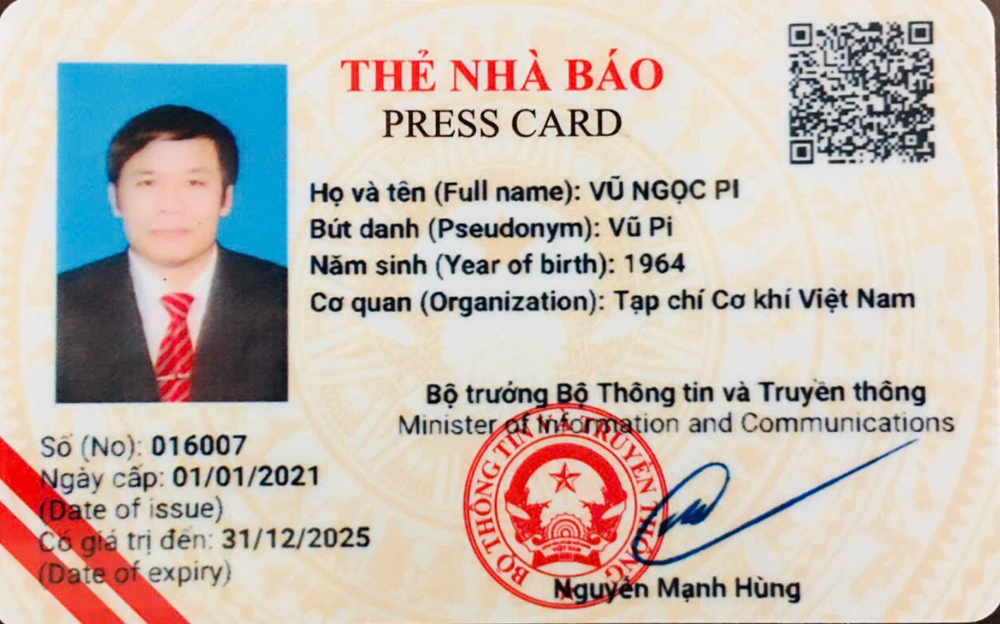 THẺ NHÀ BÁO
PRESS CARD
Họ và tên (Full name): VŨ NGỌC PI
Bút danh (Pseudonym): Vũ Pi
Năm sinh (Year of birth): 1964
Cơ quan (Organization): Tạp chí Cơ khí Việt Nam
Bộ trưởng Bộ Thông tin và Truyền thông
Minister of Information and Communications
Số (No): 016007
Ngày cấp: 01/01/2021
(Date of issue)
Có giá trị đến: 31/12/2025
(Date of expiry)
BỘ THÔNG TIN VÀ TRUYỀN THÔNG
VIỆT NAM
Nguyễn Mạnh Hùng